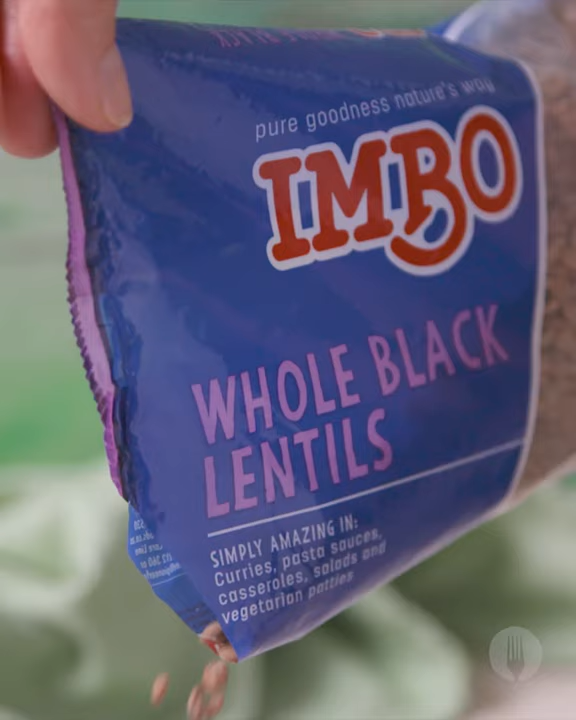 pure goodness nature's way
IMBO
WHOLE BLACK
LENTILS
SIMPLY AMAZING IN:
Curries, pasta sauces,
casseroles, salads and
vegetarian patties